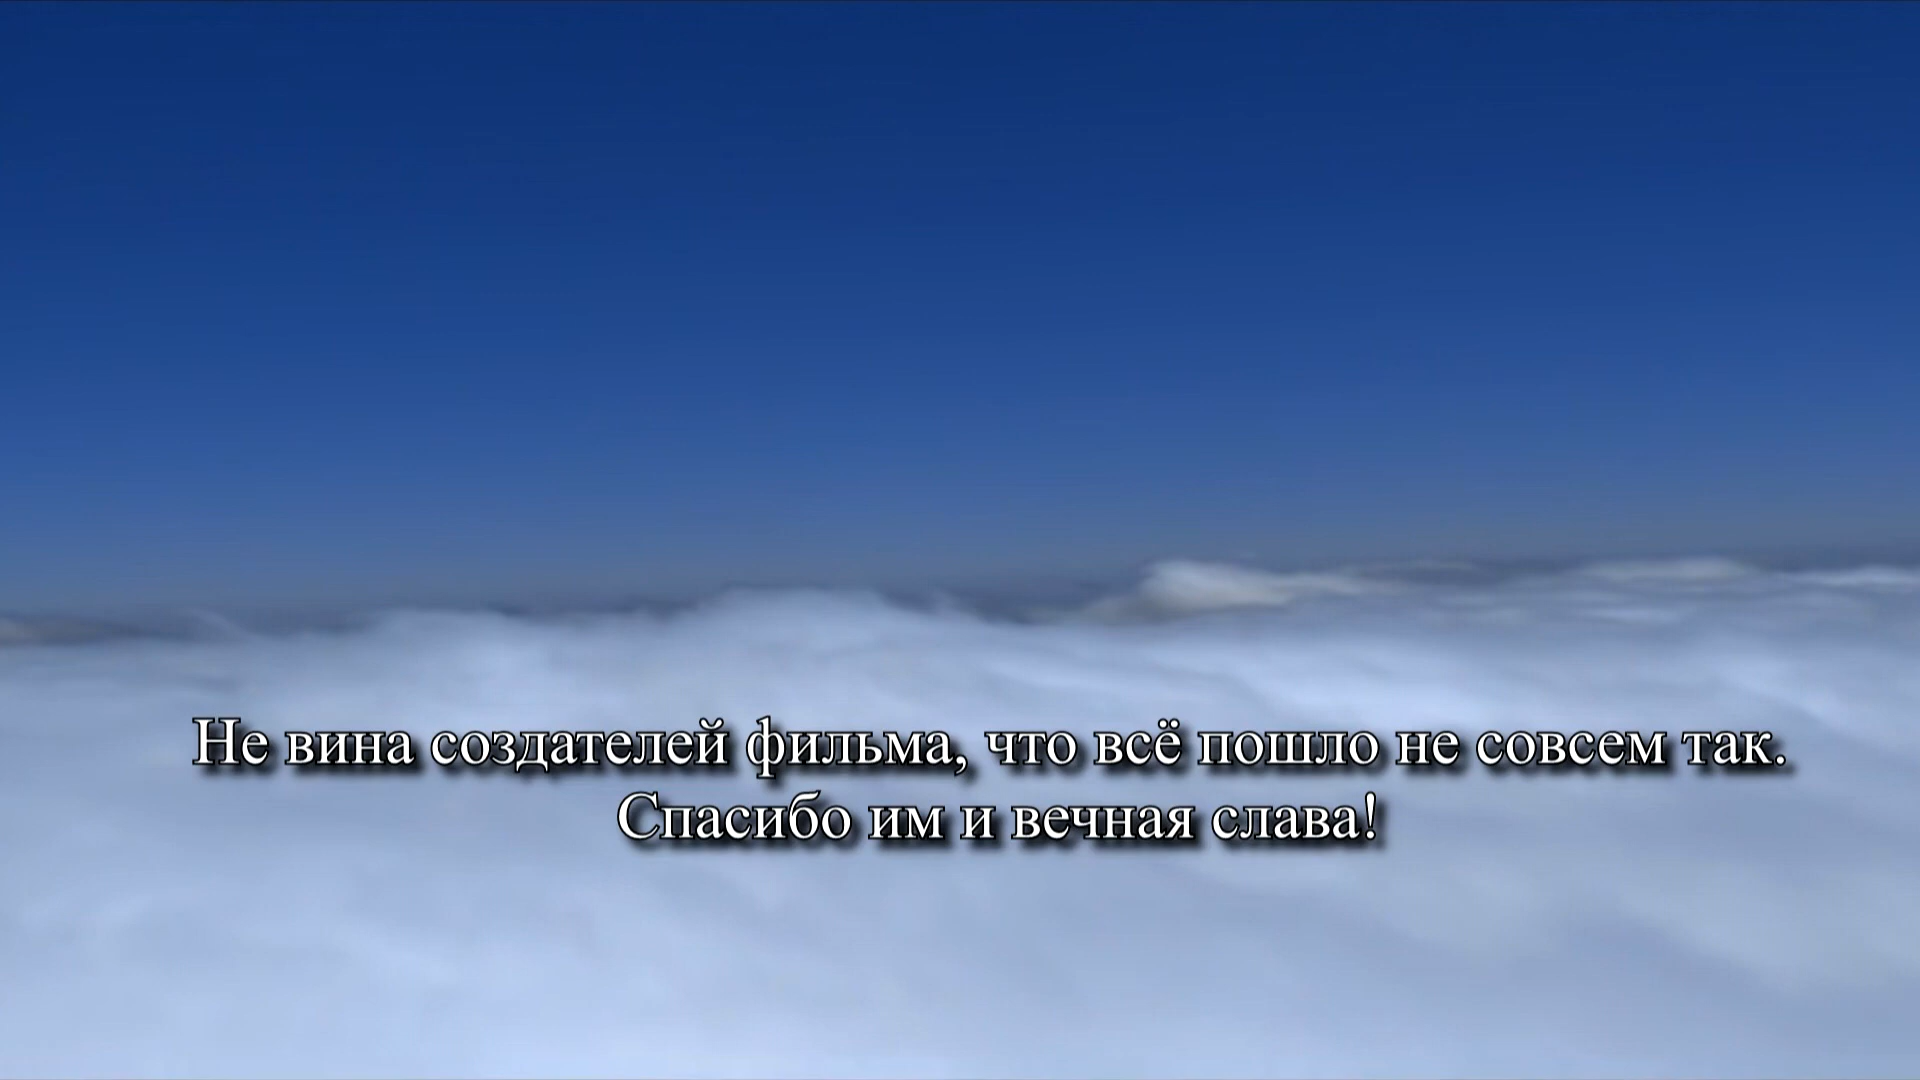 Не вина создателей фильма, что всё пошло не совсем так.
Спасибо им и вечная слава!